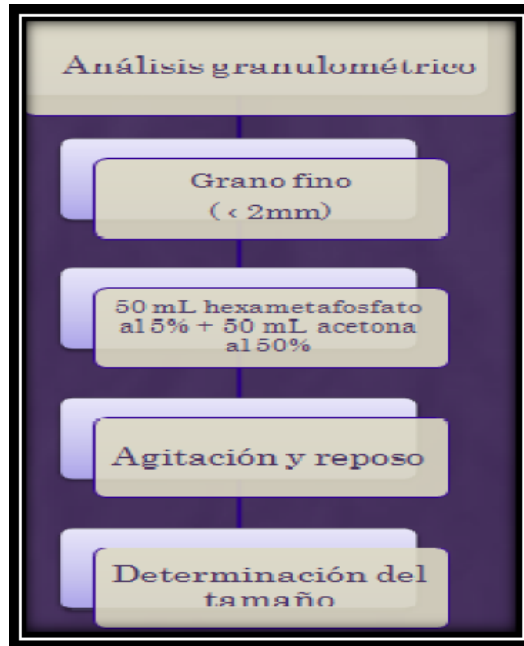 Análisis granulométrico
Grano fino
(< 2mm)
50 mL hexametafosfato
al 5% + 50 mL acetona
al 50%
Agitación y reposo
Determinación del
tamaño